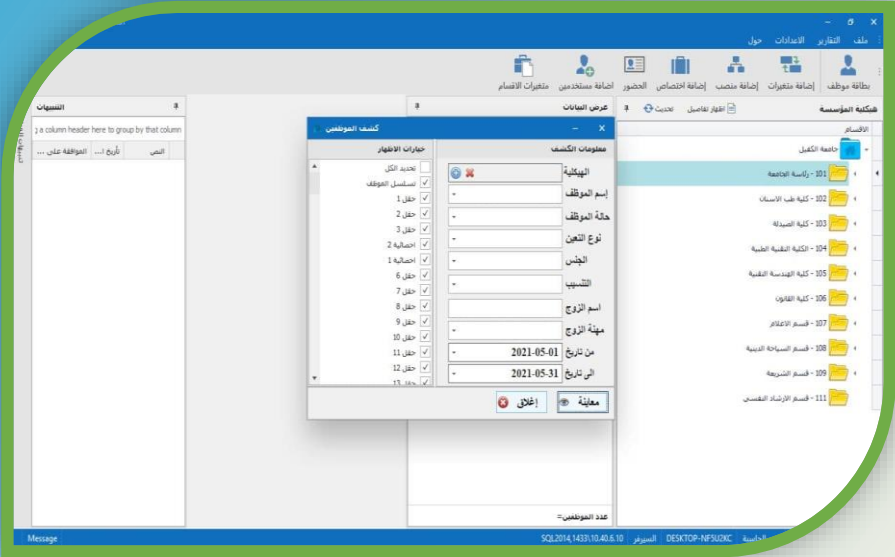 ملف التقارير الاعدادات حول
بطاقة موظف إضافة متغيرات إضافة منصب إضافة اختصاص الحضور اضافة مستخدمين متغيرات الاقسام
هيكلية المؤسسة
اظهار تفاصيل تحديث
عرض البيانات
التنبيهات
الاقسام
جامعة الكفيل
101 - رئاسة الجامعة
102 - كلية طب الاسنان
103 - كلية الصيدلة
104 - الكلية التقنية الطبية
105 - كلية الهندسة التقنية
106 - كلية القانون
107 - قسم الاعلام
108 - قسم السياحة الدينية
109 - قسم الشريعة
111 - قسم الارشاد النفسي
كشف الموظفين
معلومات الكشف
الهيكلية
إسم الموظف
حالة الموظف
نوع التعين
الجنس
التنسيب
اسم الزوج
مهنة الزوج
من تاريخ 2021-05-01
الى تاريخ 2021-05-31
معاينة إغلاق
خيارات الاظهار
تحديد الكل
تسلسل الموظف
حقل 1
حقل 2
حقل 3
احصائية 2
احصائية 1
حقل 6
حقل 7
حقل 8
حقل 9
حقل 10
حقل 11
حقل 12
حقل 13
a column header here to group by that column
النص تأريخ ا... الموافقة على ...
عدد الموظفين=
الحاسبة DESKTOP-NF5U2KC السيرفر SQL2014,1433\10.40.6.10
Message